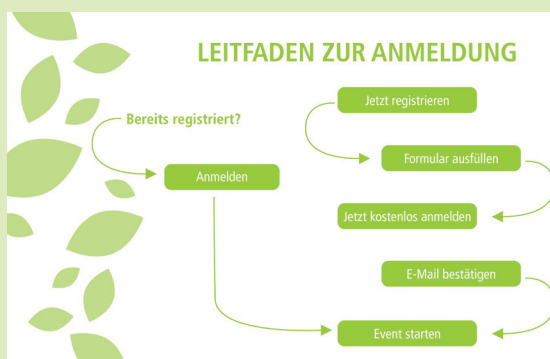 LEITFADEN ZUR ANMELDUNG
Bereits registriert?
Anmelden
Jetzt registrieren
Formular ausfüllen
Jetzt kostenlos anmelden
E-Mail bestätigen
Event starten